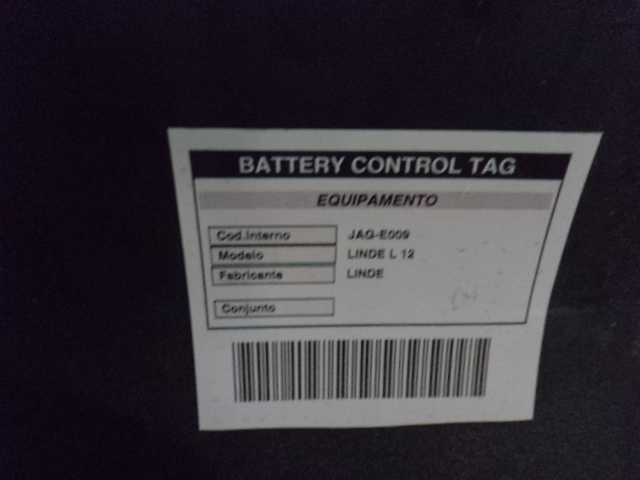 BATTERY CONTROL TAG
EQUIPAMENTO
Cod.Interno JAG-E009
Modelo LINDE L 12
Fabricante LINDE
Conjunto